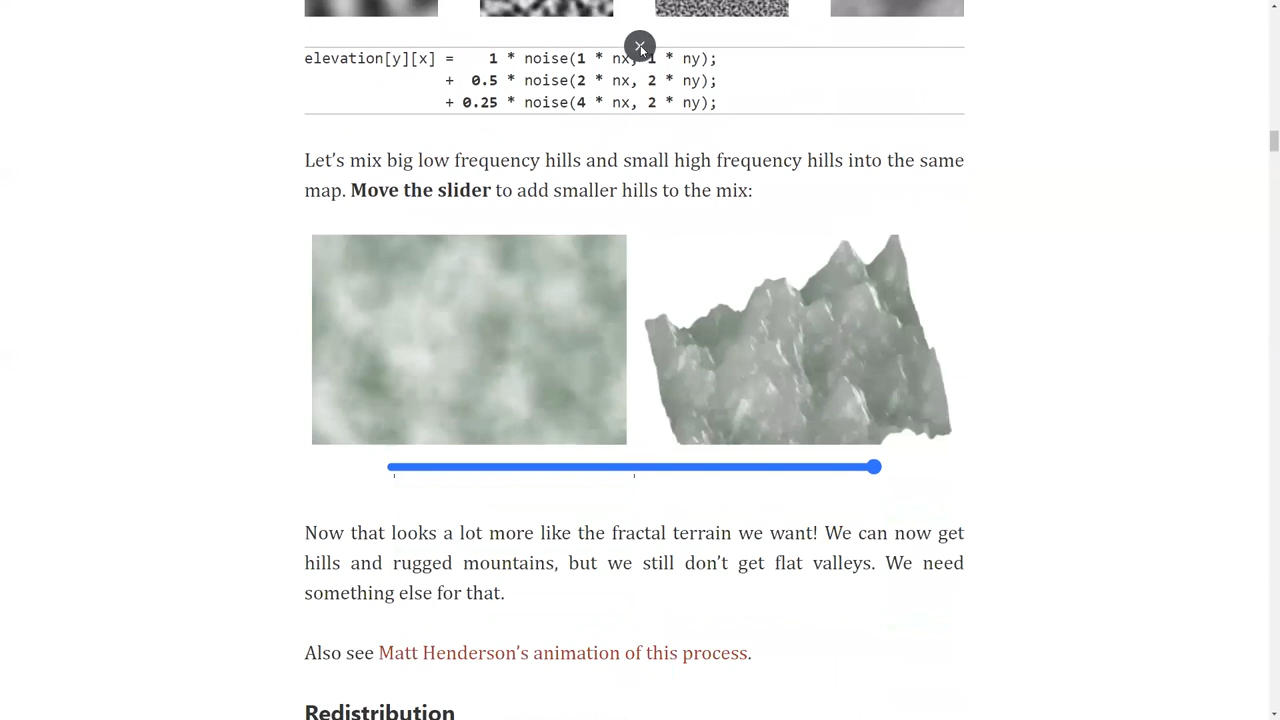 elevation[y][x] = 1 * noise(1 * nx, 1 * ny);
+ 0.5 * noise(2 * nx, 2 * ny);
+ 0.25 * noise(4 * nx, 2 * ny);
Let’s mix big low frequency hills and small high frequency hills into the same
map. Move the slider to add smaller hills to the mix:
Now that looks a lot more like the fractal terrain we want! We can now get
hills and rugged mountains, but we still don’t get flat valleys. We need
something else for that.
Also see Matt Henderson’s animation of this process.
Redistribution